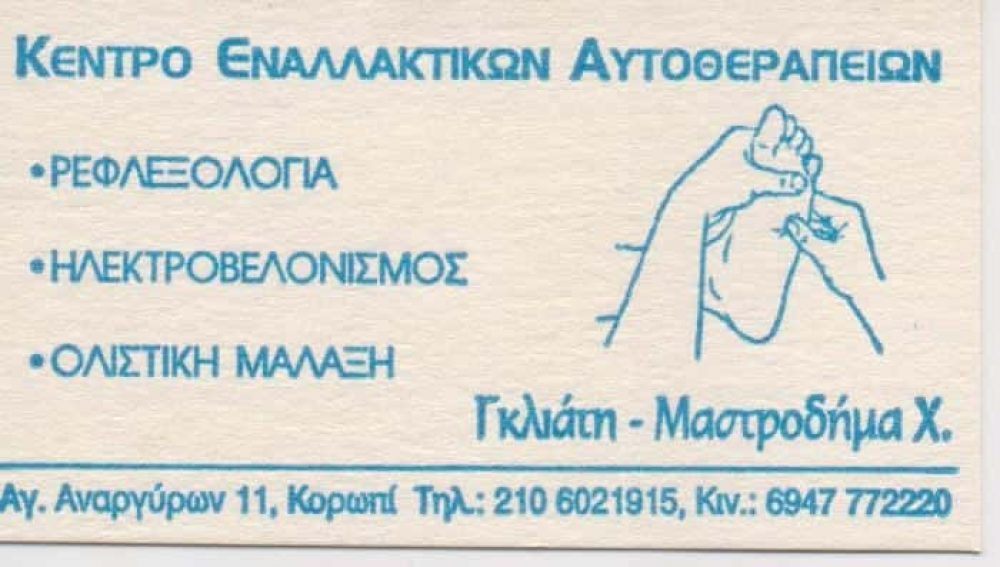 ΚΕΝΤΡΟ ΕΝΑΛΛΑΚΤΙΚΩΝ ΑΥΤΟΘΕΡΑΠΕΙΩΝ
•ΡΕΦΛΕΞΟΛΟΓΙΑ
•ΗΛΕΚΤΡΟΒΕΛΟΝΙΣΜΟΣ
•ΟΛΙΣΤΙΚΗ ΜΑΛΑΞΗ
Γκλιάτη - Μαστροδήμα Χ.
Αγ. Αναργύρων 11, Κορωπί Τηλ.: 210 6021915, Κιν.: 6947 772220